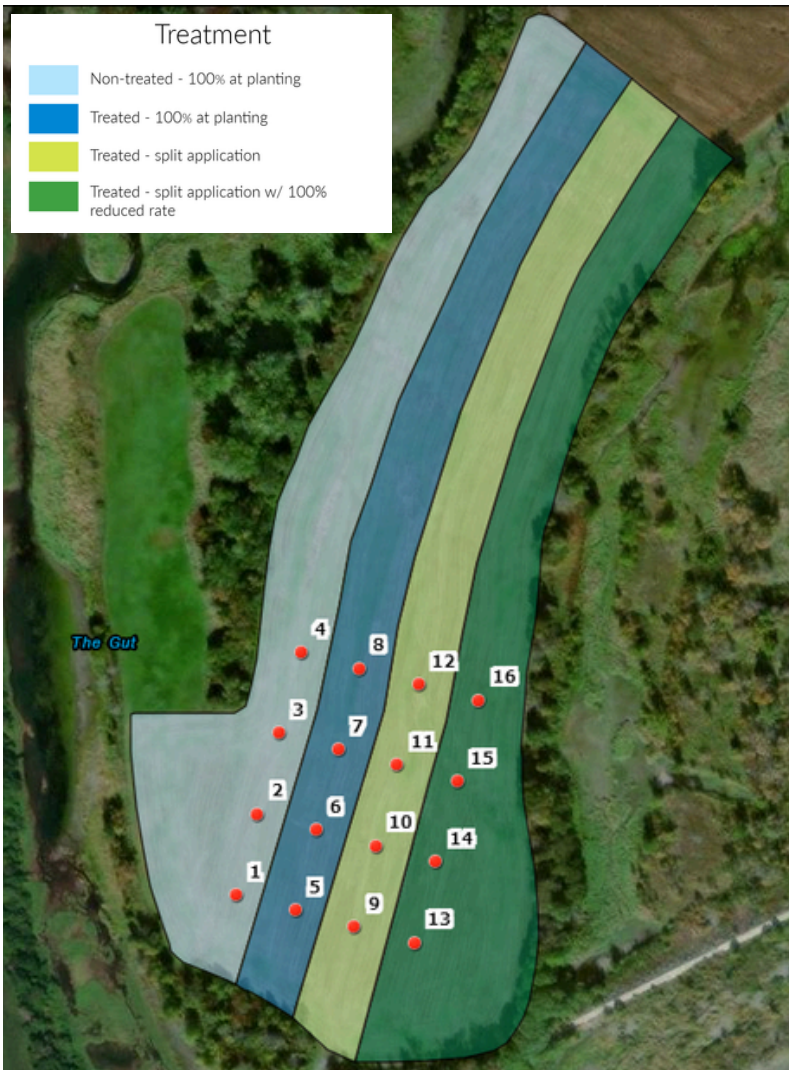 Treatment
Non-treated - 100% at planting
Treated - 100% at planting
Treated - split application
Treated - split application w/ 100%
reduced rate
4
8
12
16
The Gut
3
7
11
15
2
6
10
14
1
5
9
13